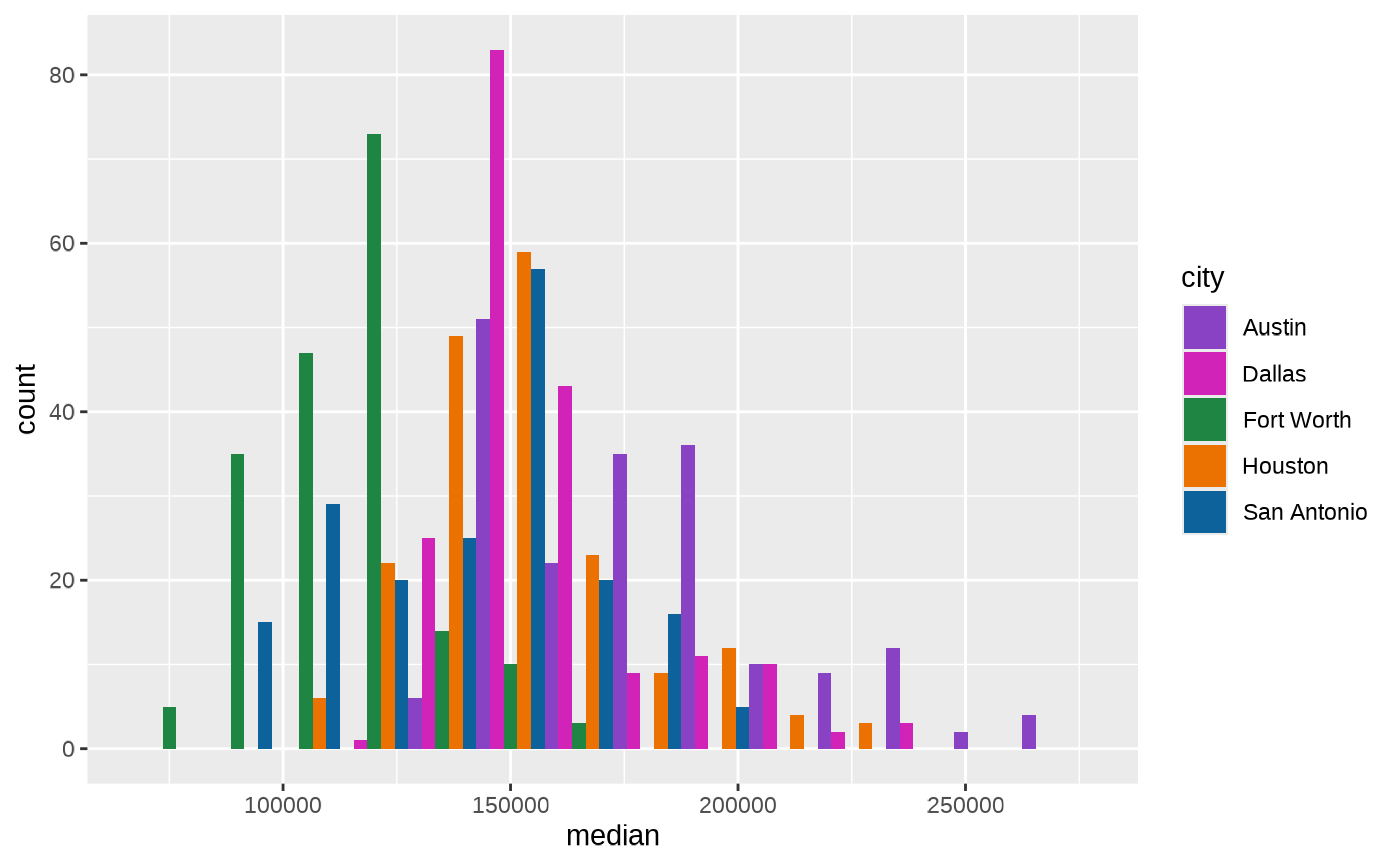 80
60
40
20
0
count
100000
150000
200000
250000
median
city
Austin
Dallas
Fort Worth
Houston
San Antonio